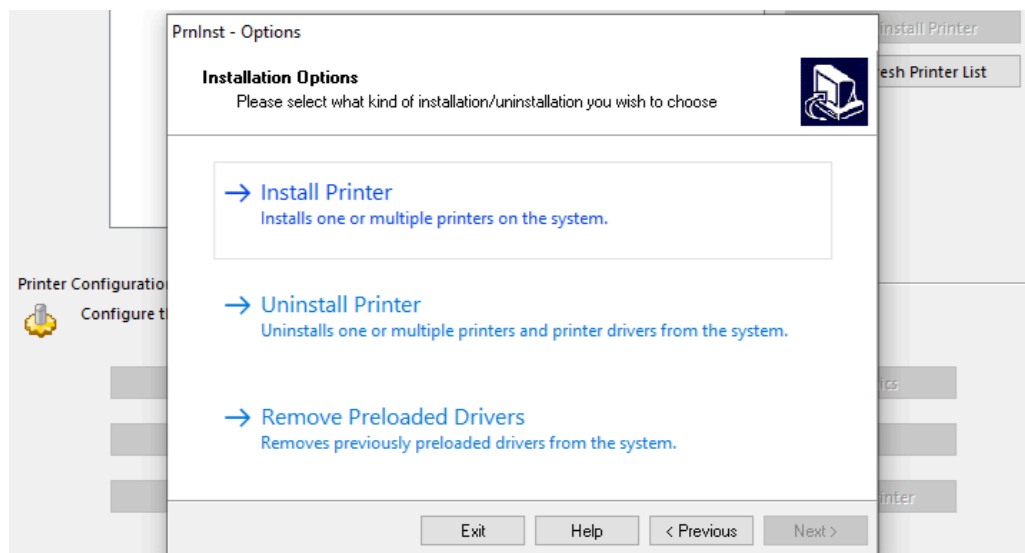 PrnInst - Options
Installation Options
Please select what kind of installation/uninstallation you wish to choose
Install Printer
Installs one or multiple printers on the system.
Uninstall Printer
Uninstalls one or multiple printers and printer drivers from the system.
Remove Preloaded Drivers
Removes previously preloaded drivers from the system.
Exit
Help
< Previous
Next >
nstall Printer
esh Printer List
Printer Configuratio
Configure t
ics
inter